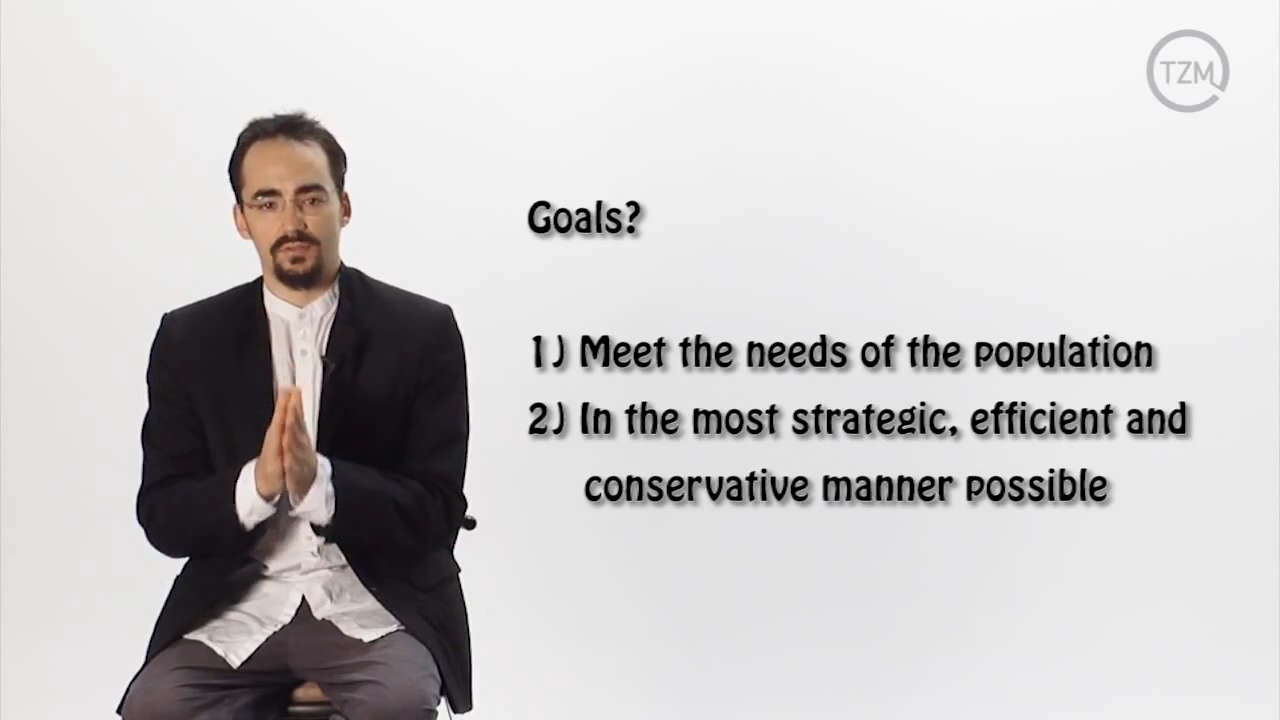 TZM
Goals?
1) Meet the needs of the population
2) In the most strategic, efficient and
conservative manner possible